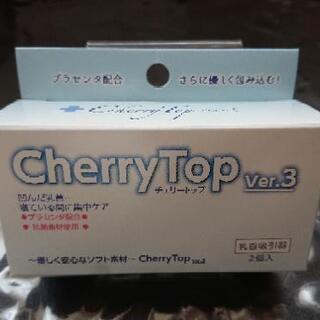 プラセンタ配合 さらに優しく包み込む!
CherryTop
CherryTop Ver.3
チェリートップ
凹んだ乳首…
寝ている間に集中ケア
●プラセンタ配合●
●抗菌素材使用●
乳首吸引器
2個入
～優しく安心なソフト素材～ CherryTop